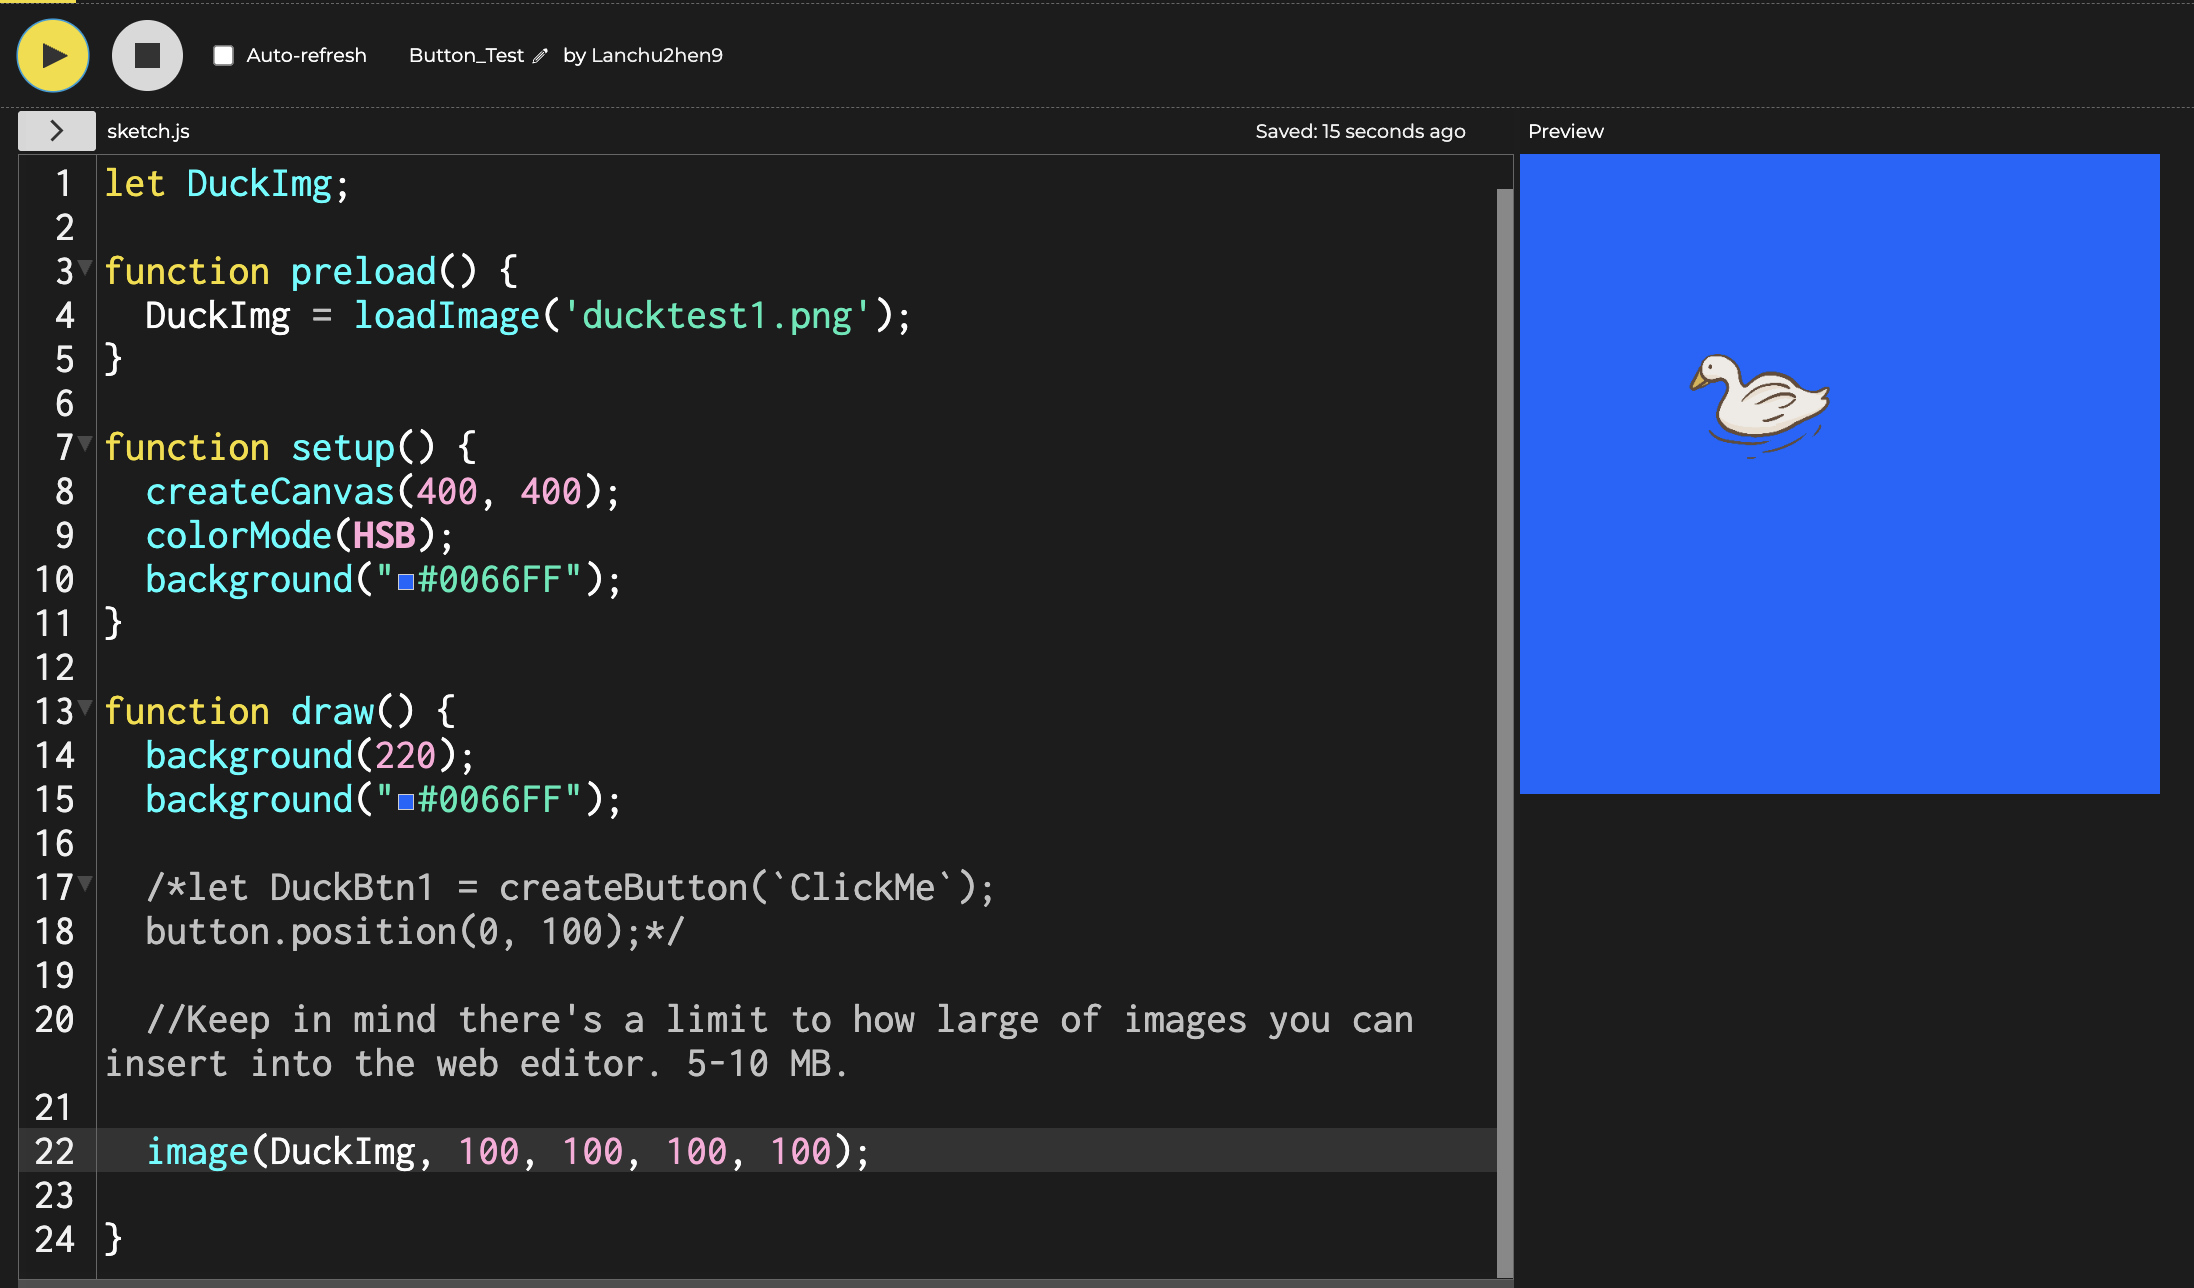 Auto-refresh Button_Test by Lanchu2hen9
sketch.js Saved: 15 seconds ago Preview
1 let DuckImg;
2
3 function preload() {
4 DuckImg = loadImage('ducktest1.png');
5 }
6
7 function setup() {
8 createCanvas(400, 400);
9 colorMode(HSB);
10 background("#0066FF");
11 }
12
13 function draw() {
14 background(220);
15 background("#0066FF");
16
17 /*let DuckBtn1 = createButton(`ClickMe`);
18 button.position(0, 100);*/
19
20 //Keep in mind there's a limit to how large of images you can
insert into the web editor. 5-10 MB.
21
22 image(DuckImg, 100, 100, 100, 100);
23
24 }